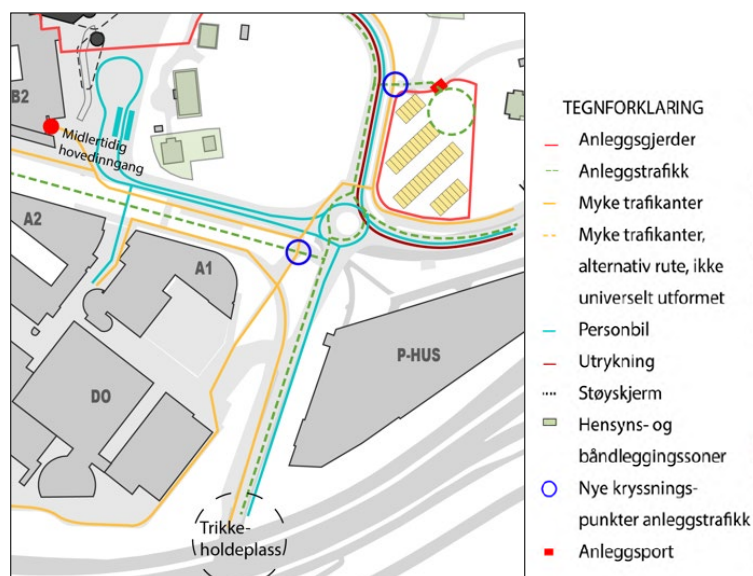 B2
Midlertidig
hovedinngang
A2
A1
P-HUS
DO
Trikke-
holdeplass
TEGNFORKLARING
Anleggsgjerder
Anleggstrafikk
Myke trafikanter
Myke trafikanter,
alternativ rute, ikke
universelt utformet
Personbil
Utrykning
Støyskjerm
Hensyns- og
båndleggingssoner
Nye kryssnings-
punkter anleggstrafikk
Anleggsport